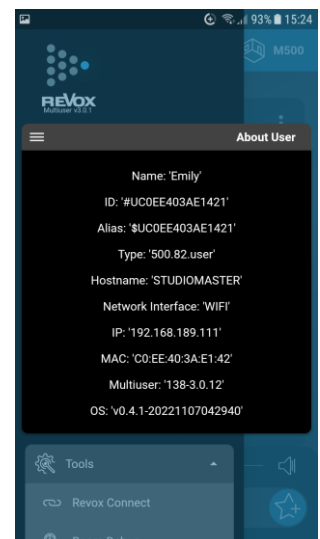 93% 15:24
M500
REVOX
Multiuser v3.0.1
About User
Name: 'Emily'
ID: '#UC0EE403AE1421'
Alias: '$UC0EE403AE1421'
Type: '500.82.user'
Hostname: 'STUDIOMASTER'
Network Interface: 'WIFI'
IP: '192.168.189.111'
MAC: 'C0:EE:40:3A:E1:42'
Multiuser: '138-3.0.12'
OS: 'v0.4.1-20221107042940'
Tools
Revox Connect